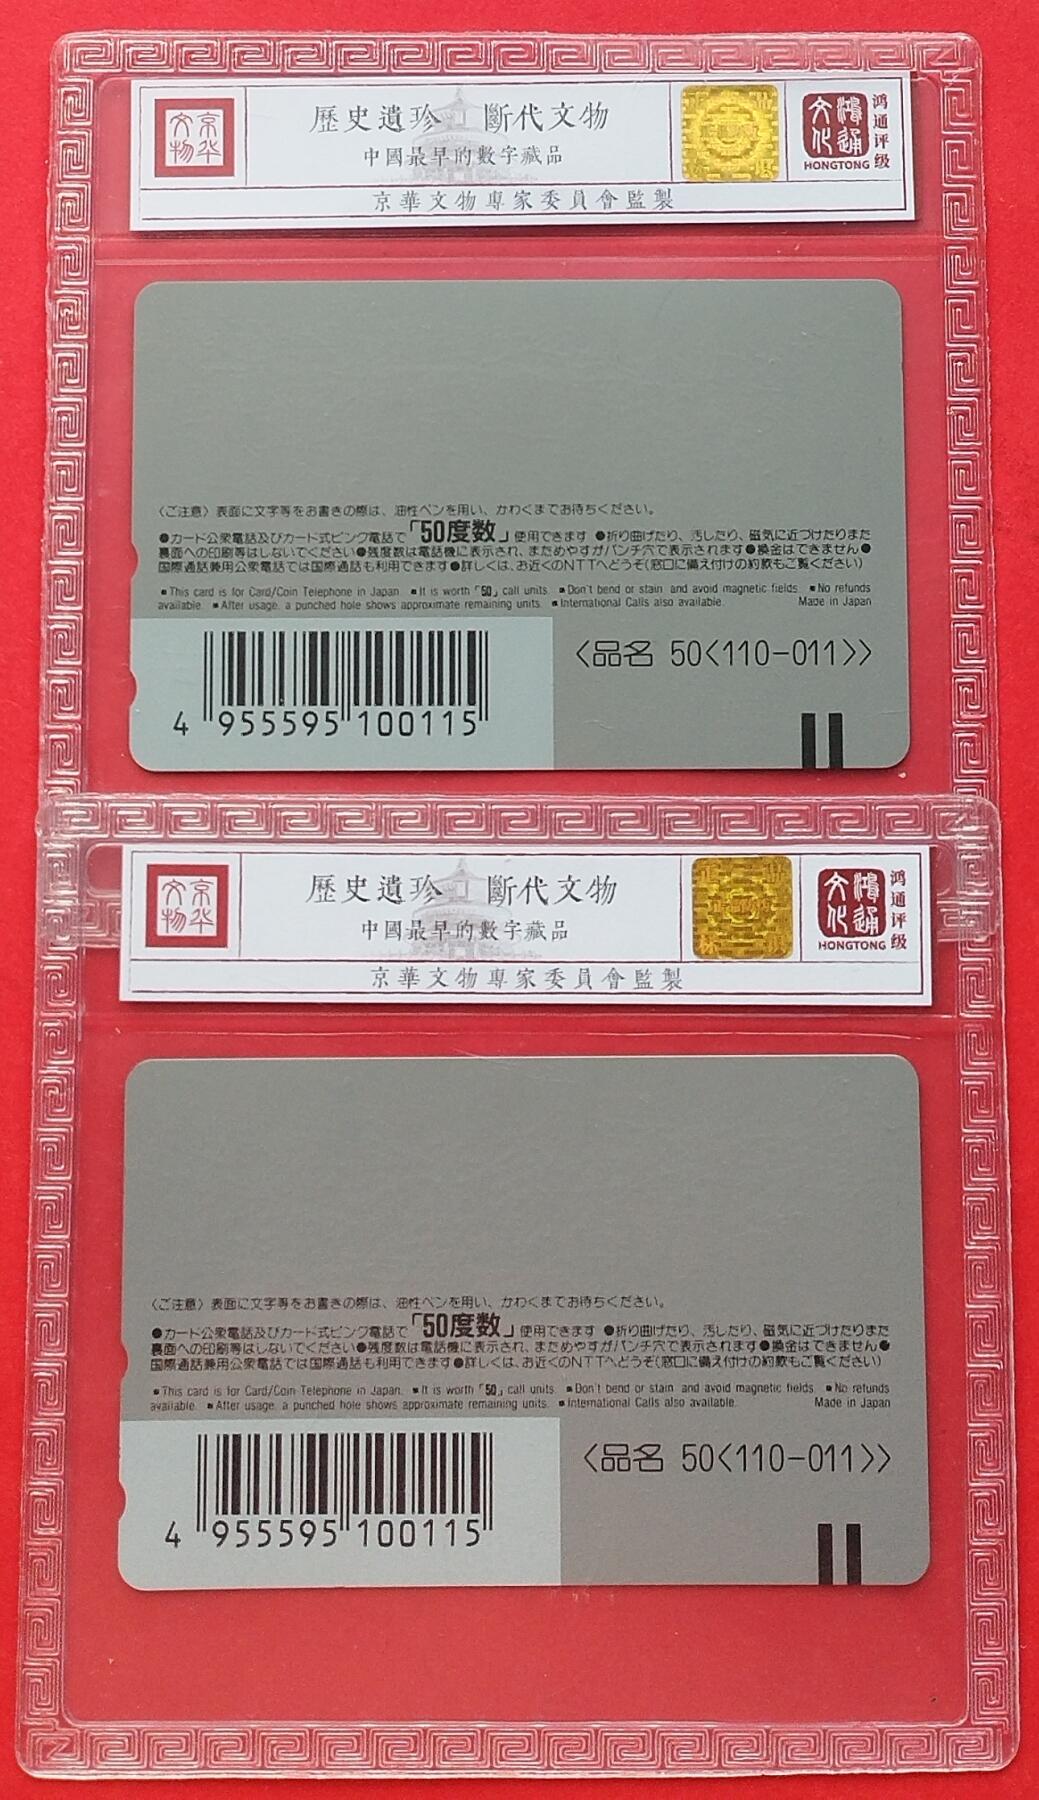 京华
文物
歷史遺珍 斷代文物
中國最早的數字藏品
京華文物專家委員會監製
鴻通
文化
HONGTONG
鸿通评级
〈ご注意〉表面に文字等をお書きの際は、油性ペンを用い、かわくまでお待ちください。
●カード公衆電話及びカード式ピンク電話で「50度数」使用できます ●折り曲げたり、汚したり、磁気に近づけたりまた
裏面への印刷等はしないでください●残度数は電話機に表示され、まためやすがパンチ穴で表示されます●換金はできません●
国際通話兼用公衆電話では国際通話も利用できます●詳しくは、お近くのNTTへどうぞ(窓口に備え付けの約款もご覧ください)
■This card is for Card/Coin Telephone in Japan. ■It is worth「50」call units. ■Don't bend or stain and avoid magnetic fields. ■No refunds
available. ■After usage, a punched hole shows approximate remaining units. ■International Calls also available. Made in Japan
〈品名 50〈110-011〉〉
4 955595 100115
京华
文物
歷史遺珍 斷代文物
中國最早的數字藏品
京華文物專家委員會監製
鴻通
文化
HONGTONG
鸿通评级
〈ご注意〉表面に文字等をお書きの際は、油性ペンを用い、かわくまでお待ちください。
●カード公衆電話及びカード式ピンク電話で「50度数」使用できます ●折り曲げたり、汚したり、磁気に近づけたりまた
裏面への印刷等はしないでください●残度数は電話機に表示され、まためやすがパンチ穴で表示されます●換金はできません●
国際通話兼用公衆電話では国際通話も利用できます●詳しくは、お近くのNTTへどうぞ(窓口に備え付けの約款もご覧ください)
■This card is for Card/Coin Telephone in Japan. ■It is worth「50」call units. ■Don't bend or stain and avoid magnetic fields. ■No refunds
available. ■After usage, a punched hole shows approximate remaining units. ■International Calls also available. Made in Japan
〈品名 50〈110-011〉〉
4 955595 100115